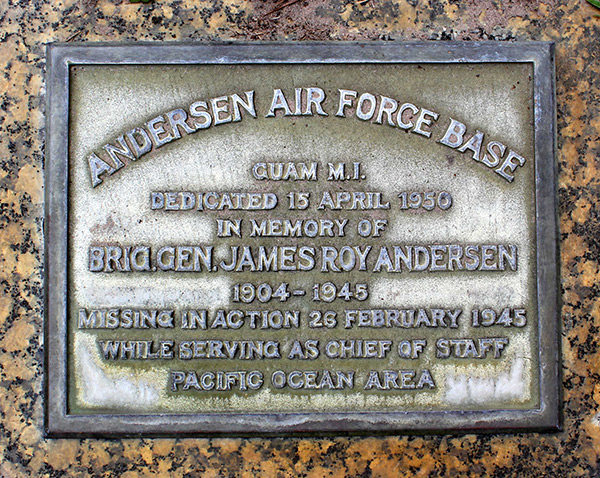 ANDERSEN AIR FORCE BASE
GUAM M.I.
DEDICATED 15 APRIL 1950
IN MEMORY OF
BRIG. GEN. JAMES ROY ANDERSEN
1904-1945
MISSING IN ACTION 26 FEBRUARY 1945
WHILE SERVING AS CHIEF OF STAFF
PACIFIC OCEAN AREA